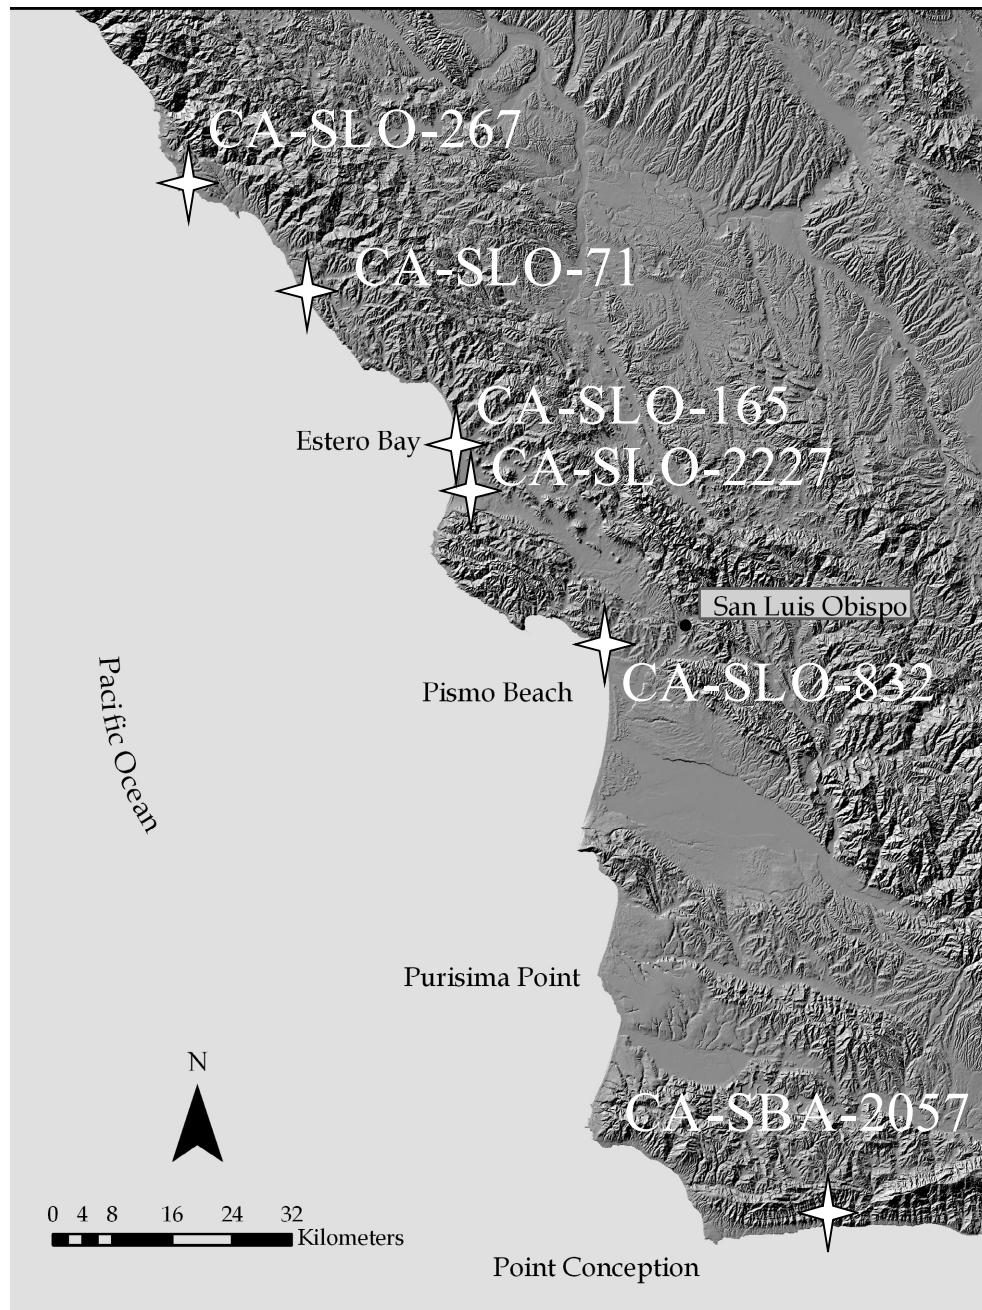 CA-SLO-267
CA-SLO-71
CA-SLO-165
Estero Bay
CA-SLO-2227
San Luis Obispo
CA-SLO-832
Pismo Beach
Pacific Ocean
Purisima Point
N
CA-SBA-2057
0 4 8 16 24 32
Kilometers
Point Conception